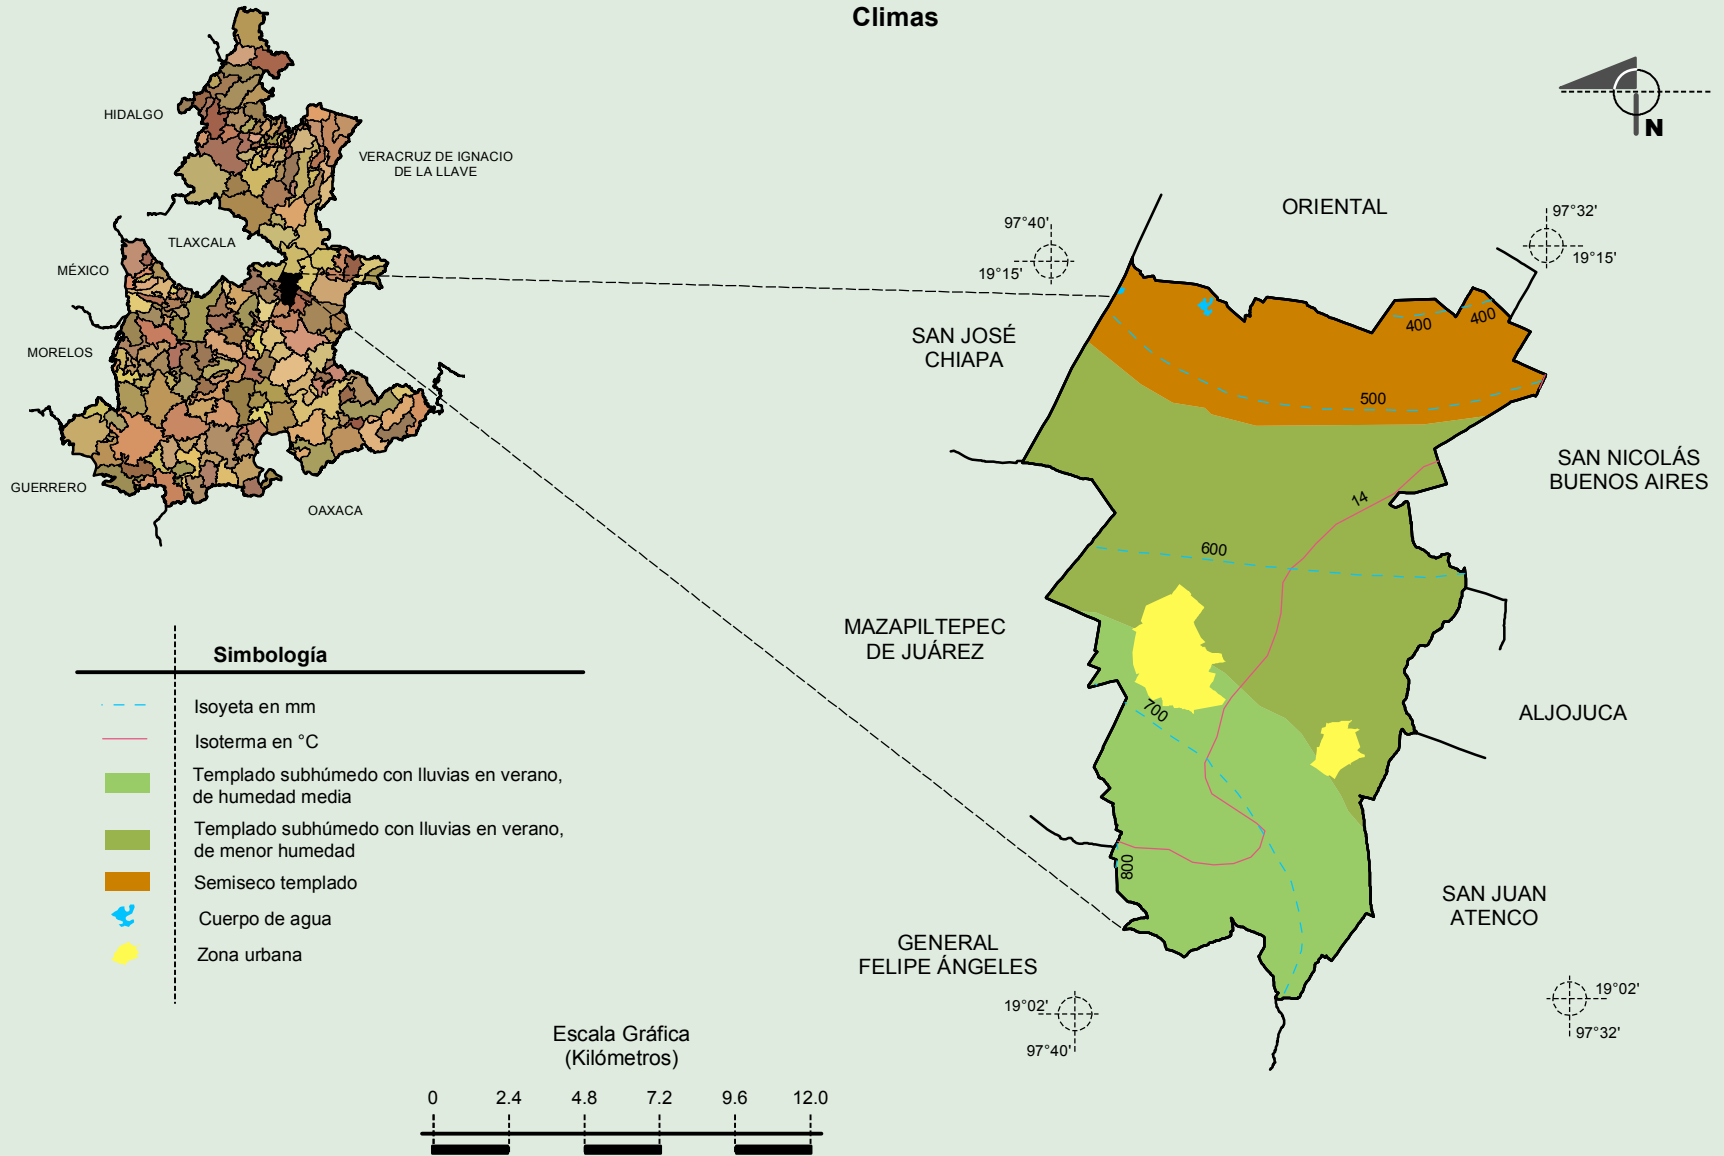 Climas
N
HIDALGO
VERACRUZ DE IGNACIO
DE LA LLAVE
TLAXCALA
MÉXICO
MORELOS
GUERRERO
OAXACA
ORIENTAL
97°40'
19°15'
97°32'
19°15'
SAN JOSÉ
CHIAPA
400
400
500
SAN NICOLÁS
BUENOS AIRES
14
600
MAZAPILTEPEC
DE JUÁREZ
700
ALJOJUCA
800
SAN JUAN
ATENCO
GENERAL
FELIPE ÁNGELES
19°02'
97°40'
19°02'
97°32'
Simbología
Isoyeta en mm
Isoterma en °C
Templado subhúmedo con lluvias en verano,
de humedad media
Templado subhúmedo con lluvias en verano,
de menor humedad
Semiseco templado
Cuerpo de agua
Zona urbana
Escala Gráfica
(Kilómetros)
0 2.4 4.8 7.2 9.6 12.0